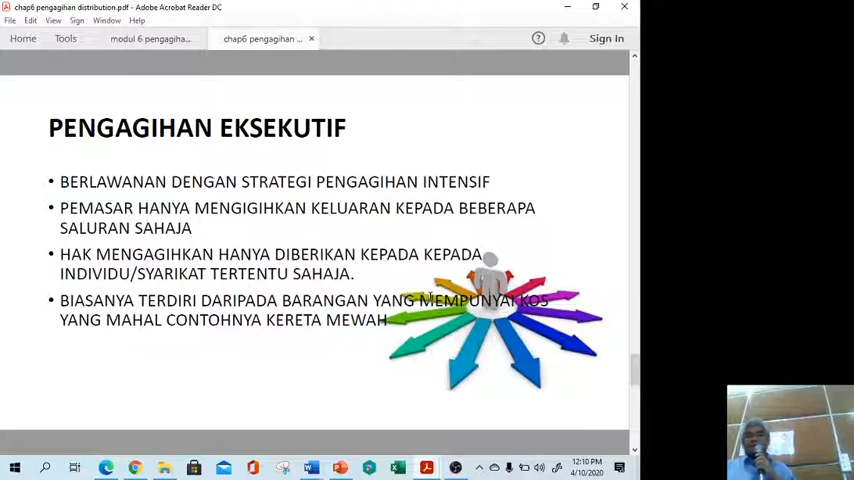 chap6 pengagihan distribution.pdf - Adobe Acrobat Reader DC
File Edit View Sign Window Help
Home Tools modul 6 pengagiha... chap6 pengagihan ... × Sign In
PENGAGIHAN EKSEKUTIF
• BERLAWANAN DENGAN STRATEGI PENGAGIHAN INTENSIF
• PEMASAR HANYA MENGIGIHKAN KELUARAN KEPADA BEBERAPA
SALURAN SAHAJA
• HAK MENGAGIHKAN HANYA DIBERIKAN KEPADA KEPADA
INDIVIDU/SYARIKAT TERTENTU SAHAJA.
• BIASANYA TERDIRI DARIPADA BARANGAN YANG MEMPUNYAI KOS
YANG MAHAL CONTOHNYA KERETA MEWAH
12:10 PM
4/10/2020